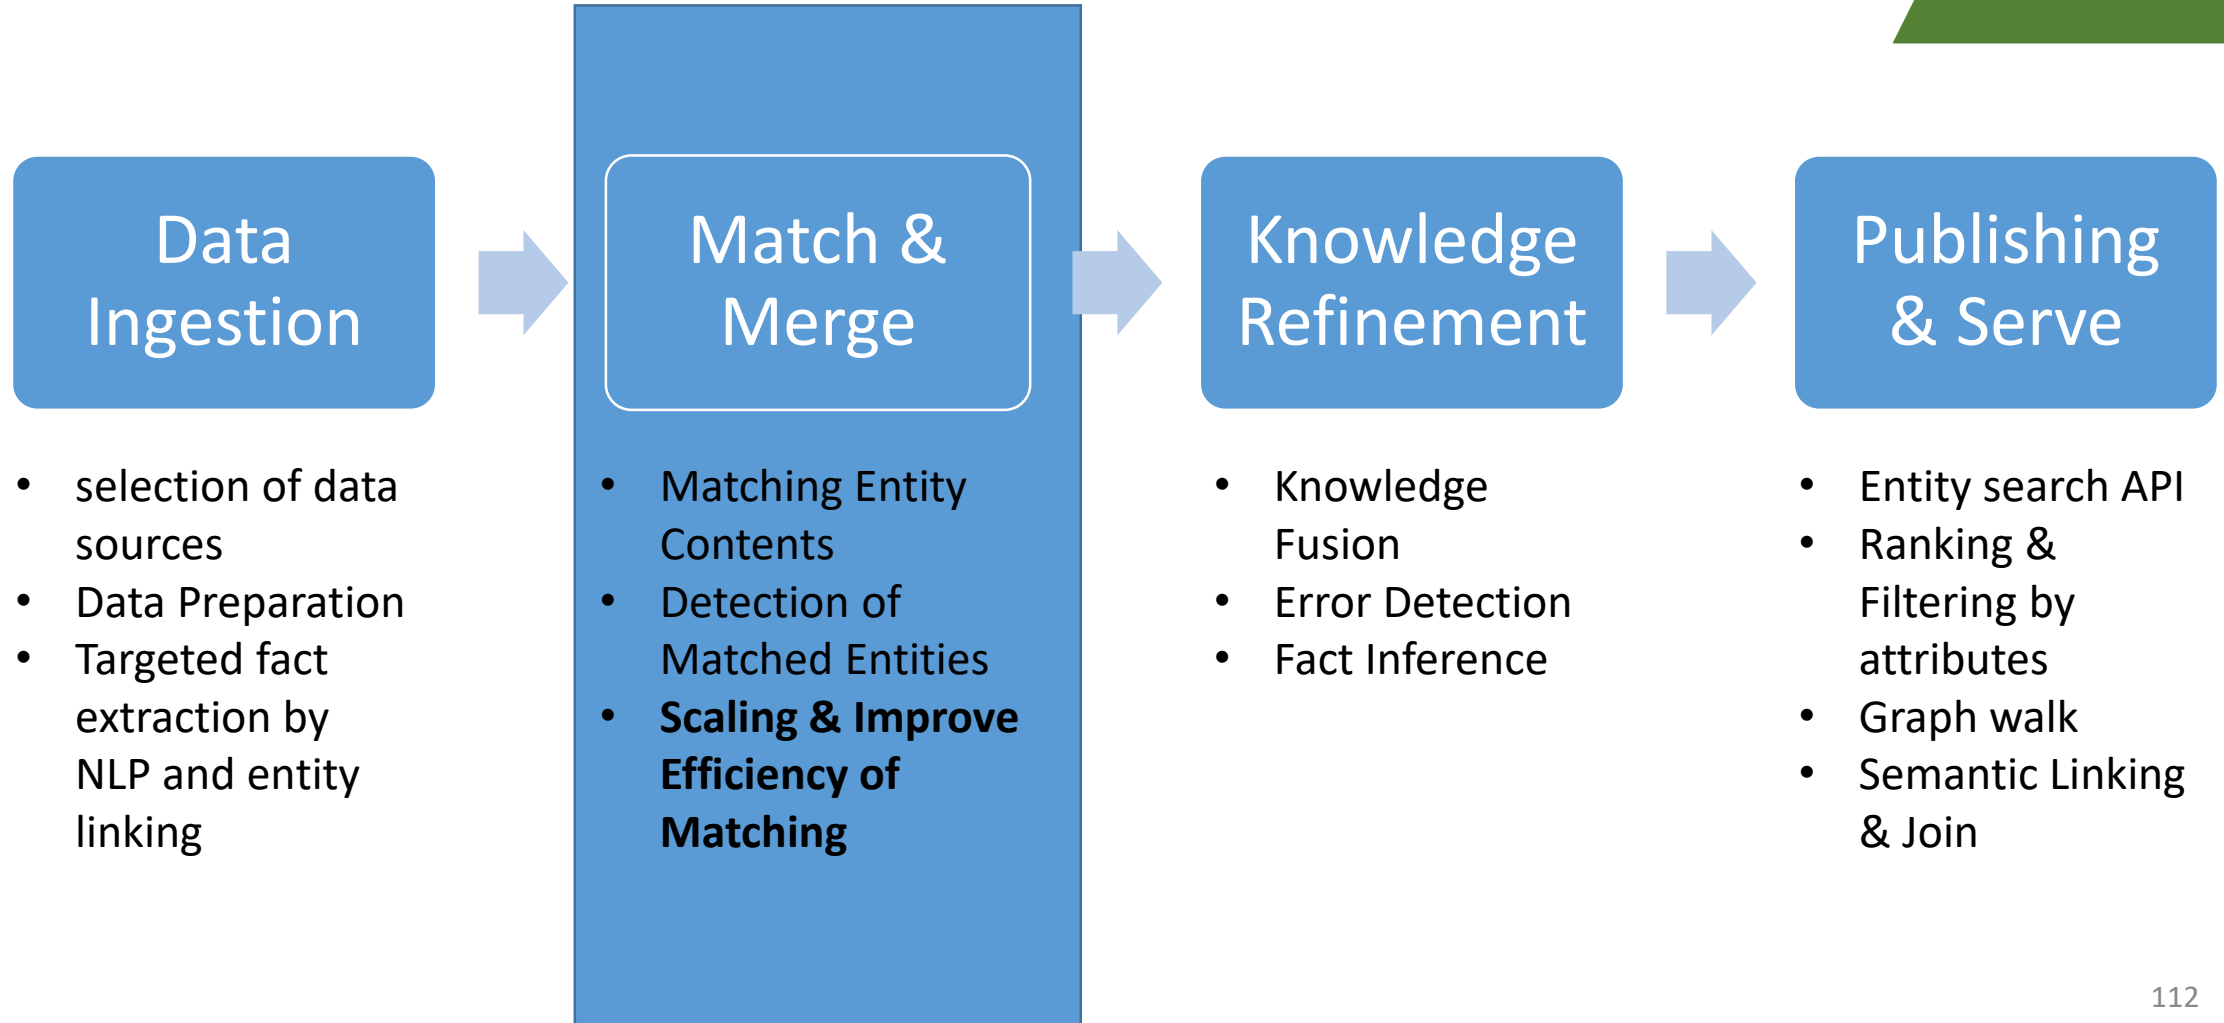 Data
Ingestion
Match &
Merge
Knowledge
Refinement
Publishing
& Serve
• selection of data
sources
• Data Preparation
• Targeted fact
extraction by
NLP and entity
linking
• Matching Entity
Contents
• Detection of
Matched Entities
• Scaling & Improve
Efficiency of
Matching
• Knowledge
Fusion
• Error Detection
• Fact Inference
• Entity search API
• Ranking &
Filtering by
attributes
• Graph walk
• Semantic Linking
& Join
112